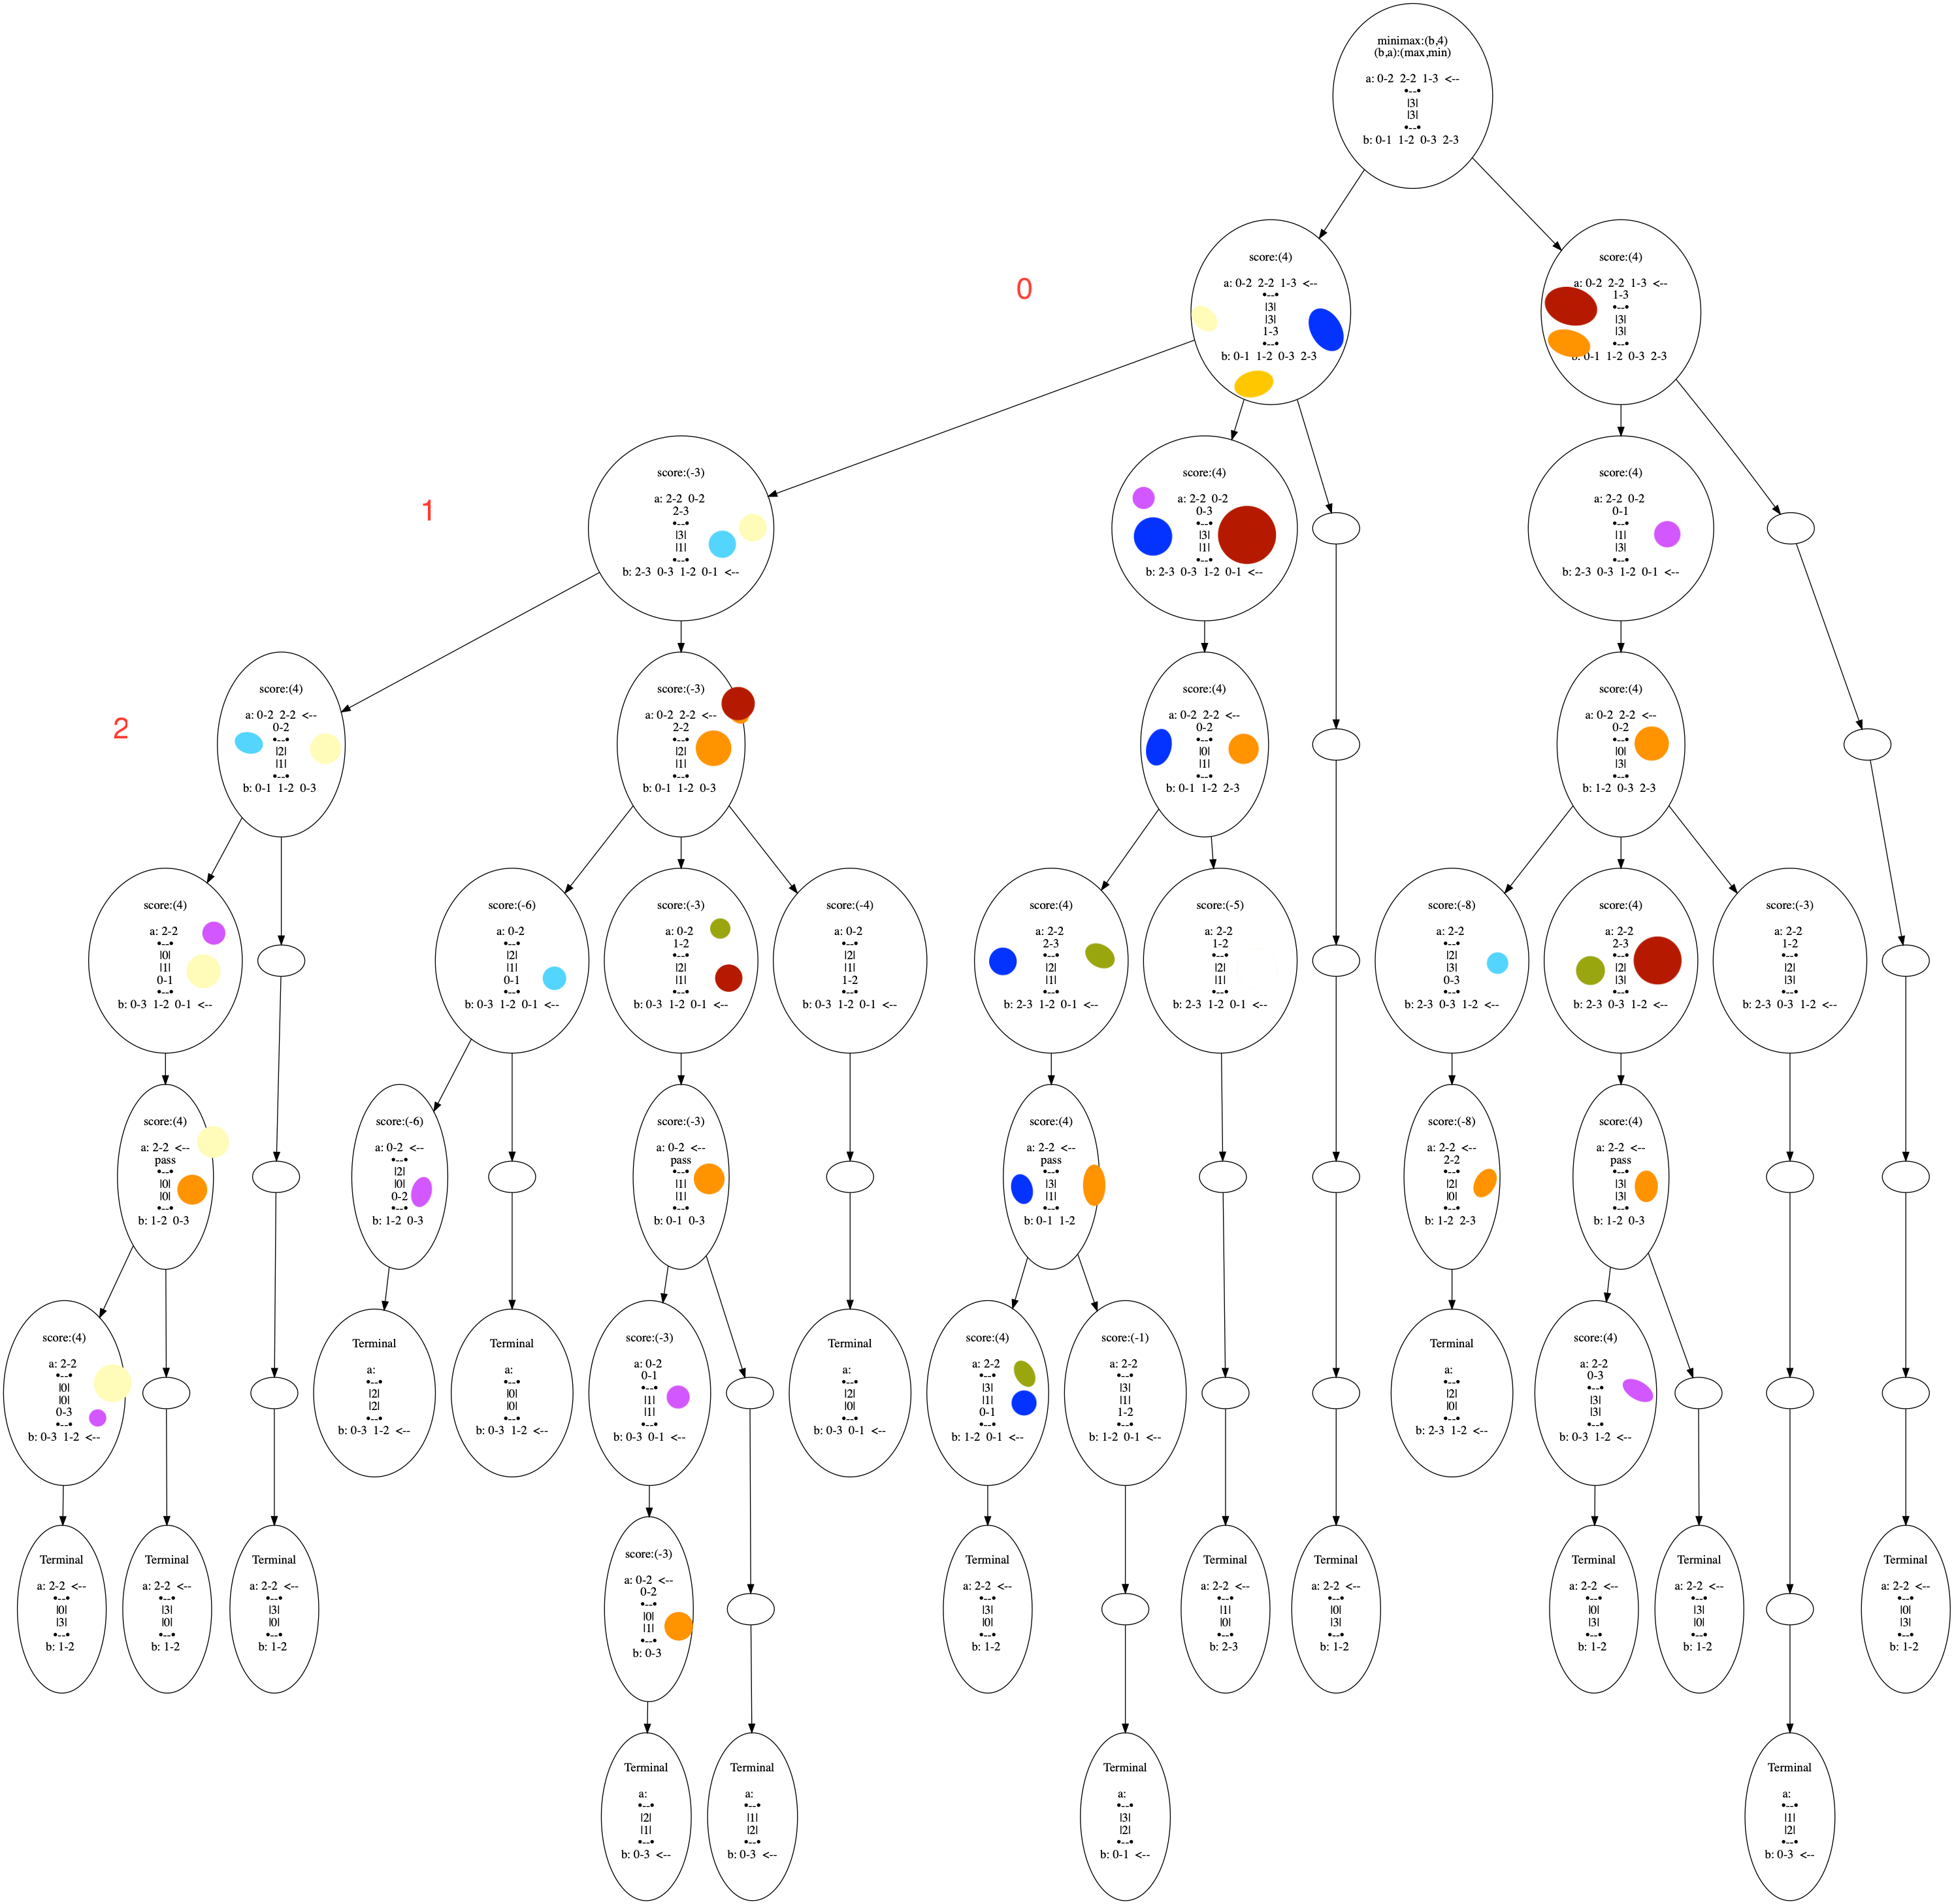 minimax:(b,4)
(b,a):(max,min)
a: 0-2 2-2 1-3 <--
•--•
|3|
|3|
•--•
b: 0-1 1-2 0-3 2-3
0
score:(4)
a: 0-2 2-2 1-3 <--
•--•
|3|
|3|
1-3
•--•
b: 0-1 1-2 0-3 2-3
score:(4)
a: 0-2 2-2 1-3 <--
1-3
•--•
|3|
|3|
•--•
b: 0-1 1-2 0-3 2-3
1
score:(-3)
a: 2-2 0-2
2-3
•--•
|3|
|1|
•--•
b: 2-3 0-3 1-2 0-1 <--
score:(4)
a: 2-2 0-2
0-3
•--•
|3|
|1|
•--•
b: 2-3 0-3 1-2 0-1 <--
score:(4)
a: 2-2 0-2
0-1
•--•
|1|
|3|
•--•
b: 2-3 0-3 1-2 0-1 <--
2
score:(4)
a: 0-2 2-2 <--
0-2
•--•
|2|
|1|
•--•
b: 0-1 1-2 0-3
score:(-3)
a: 0-2 2-2 <--
2-2
•--•
|2|
|1|
•--•
b: 0-1 1-2 0-3
score:(4)
a: 0-2 2-2 <--
0-2
•--•
|0|
|1|
•--•
b: 0-1 1-2 2-3
score:(4)
a: 0-2 2-2 <--
0-2
•--•
|0|
|3|
•--•
b: 1-2 0-3 2-3
score:(4)
a: 2-2
•--•
|0|
|1|
0-1
•--•
b: 0-3 1-2 0-1 <--
score:(-6)
a: 0-2
•--•
|2|
|1|
0-1
•--•
b: 0-3 1-2 0-1 <--
score:(-3)
a: 0-2
1-2
•--•
|2|
|1|
•--•
b: 0-3 1-2 0-1 <--
score:(-4)
a: 0-2
•--•
|2|
|1|
1-2
•--•
b: 0-3 1-2 0-1 <--
score:(4)
a: 2-2
2-3
•--•
|2|
|1|
•--•
b: 2-3 1-2 0-1 <--
score:(-5)
a: 2-2
1-2
•--•
|2|
|1|
•--•
b: 2-3 1-2 0-1 <--
score:(-8)
a: 2-2
•--•
|2|
|3|
0-3
•--•
b: 2-3 0-3 1-2 <--
score:(4)
a: 2-2
2-3
•--•
|2|
|3|
•--•
b: 2-3 0-3 1-2 <--
score:(-3)
a: 2-2
1-2
•--•
|2|
|3|
•--•
b: 2-3 0-3 1-2 <--
score:(4)
a: 2-2 <--
pass
•--•
|0|
|0|
•--•
b: 1-2 0-3
score:(-6)
a: 0-2 <--
•--•
|2|
|0|
0-2
•--•
b: 1-2 0-3
score:(-3)
a: 0-2 <--
pass
•--•
|1|
|1|
•--•
b: 0-1 0-3
score:(4)
a: 2-2 <--
pass
•--•
|3|
|1|
•--•
b: 0-1 1-2
score:(-8)
a: 2-2 <--
2-2
•--•
|2|
|0|
•--•
b: 1-2 2-3
score:(4)
a: 2-2 <--
pass
•--•
|3|
|3|
•--•
b: 1-2 0-3
score:(4)
a: 2-2
•--•
|0|
|0|
0-3
•--•
b: 0-3 1-2 <--
Terminal
a:
•--•
|2|
|2|
•--•
b: 0-3 1-2 <--
Terminal
a:
•--•
|0|
|0|
•--•
b: 0-3 1-2 <--
score:(-3)
a: 0-2
0-1
•--•
|1|
|1|
•--•
b: 0-3 0-1 <--
Terminal
a:
•--•
|2|
|0|
•--•
b: 0-3 0-1 <--
score:(4)
a: 2-2
•--•
|3|
|1|
0-1
•--•
b: 1-2 0-1 <--
score:(-1)
a: 2-2
•--•
|3|
|1|
1-2
•--•
b: 1-2 0-1 <--
Terminal
a:
•--•
|2|
|0|
•--•
b: 2-3 1-2 <--
score:(4)
a: 2-2
0-3
•--•
|3|
|3|
•--•
b: 0-3 1-2 <--
Terminal
a: 2-2 <--
•--•
|0|
|3|
•--•
b: 1-2
Terminal
a: 2-2 <--
•--•
|3|
|0|
•--•
b: 1-2
Terminal
a: 2-2 <--
•--•
|3|
|0|
•--•
b: 1-2
score:(-3)
a: 0-2 <--
0-2
•--•
|0|
|1|
•--•
b: 0-3
Terminal
a: 2-2 <--
•--•
|3|
|0|
•--•
b: 1-2
Terminal
a: 2-2 <--
•--•
|1|
|0|
•--•
b: 2-3
Terminal
a: 2-2 <--
•--•
|0|
|3|
•--•
b: 1-2
Terminal
a: 2-2 <--
•--•
|0|
|3|
•--•
b: 1-2
Terminal
a: 2-2 <--
•--•
|3|
|0|
•--•
b: 1-2
Terminal
a: 2-2 <--
•--•
|0|
|3|
•--•
b: 1-2
Terminal
a:
•--•
|2|
|1|
•--•
b: 0-3 <--
Terminal
a:
•--•
|1|
|2|
•--•
b: 0-3 <--
Terminal
a:
•--•
|3|
|2|
•--•
b: 0-1 <--
Terminal
a:
•--•
|1|
|2|
•--•
b: 0-3 <--